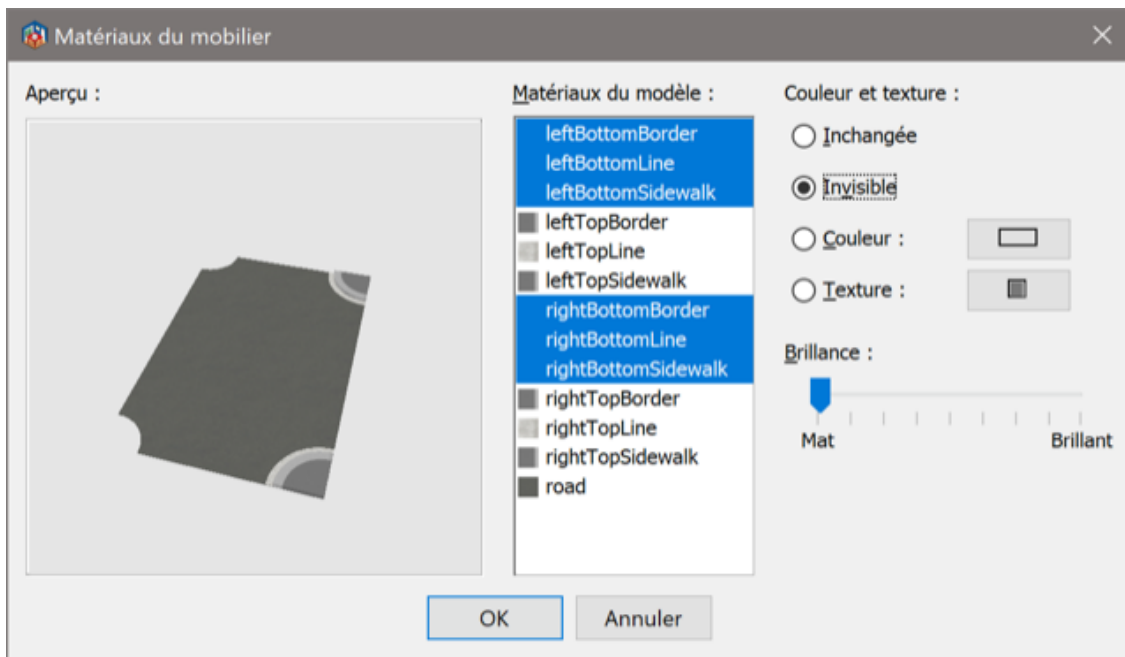 Matériaux du mobilier
Aperçu :
Matériaux du modèle :
leftBottomBorder
leftBottomLine
leftBottomSidewalk
leftTopBorder
leftTopLine
leftTopSidewalk
rightBottomBorder
rightBottomLine
rightBottomSidewalk
rightTopBorder
rightTopLine
rightTopSidewalk
road
Couleur et texture :
Inchangée
Invisible
Couleur :
Texture :
Brillance :
Mat Brillant
OK Annuler